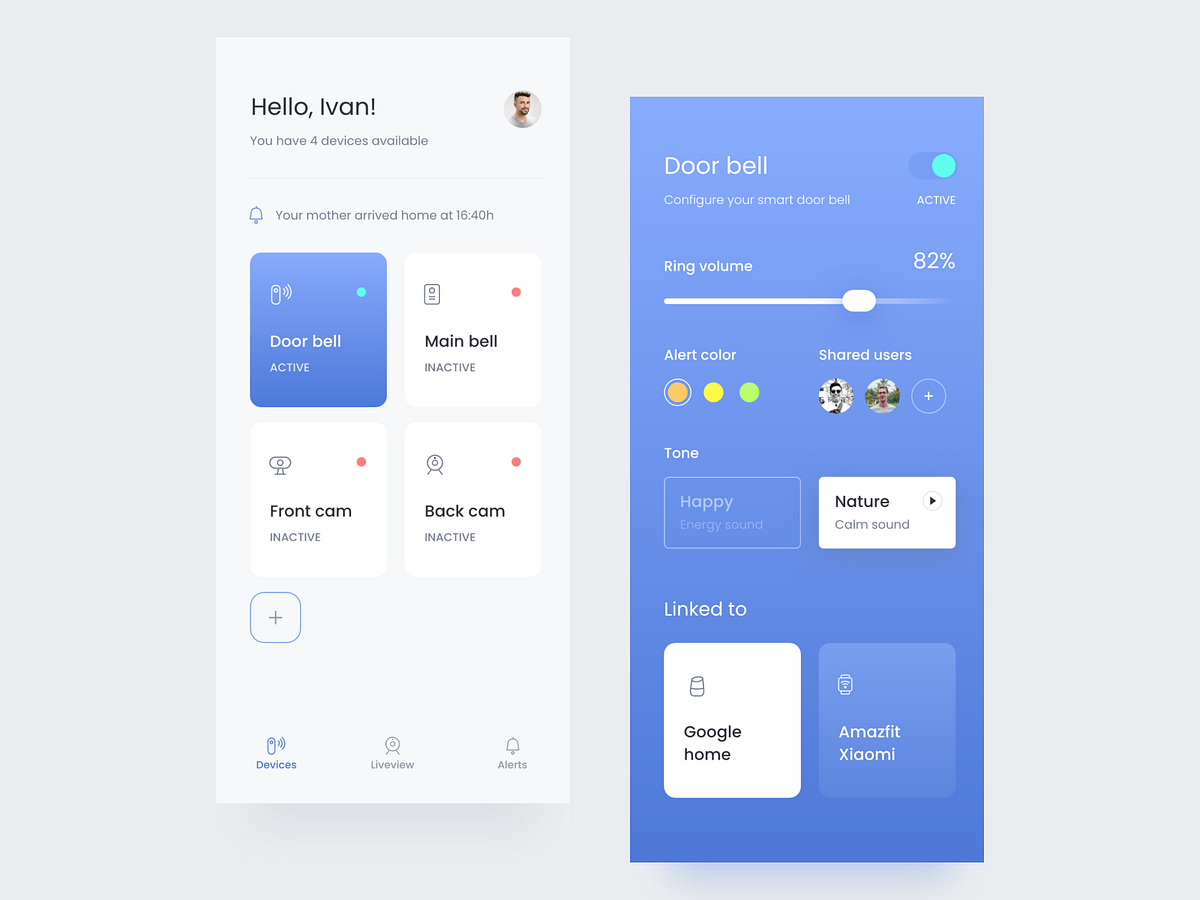 Hello, Ivan!
You have 4 devices available
Your mother arrived home at 16:40h
Door bell
ACTIVE
Main bell
INACTIVE
Front cam
INACTIVE
Back cam
INACTIVE
+
Devices
Liveview
Alerts
Door bell
Configure your smart door bell
ACTIVE
Ring volume
82%
Alert color
Shared users
+
Tone
Happy
Energy sound
Nature
Calm sound
Linked to
Google
home
Amazfit
Xiaomi